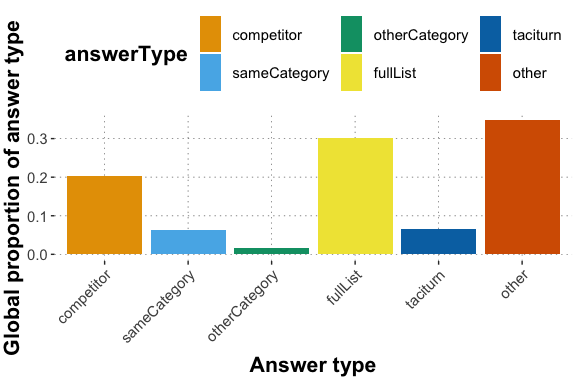 answerType
competitor
otherCategory
taciturn
sameCategory
fullList
other
Global proportion of answer type
0.3
0.2
0.1
0.0
competitor
sameCategory
otherCategory
fullList
taciturn
other
Answer type